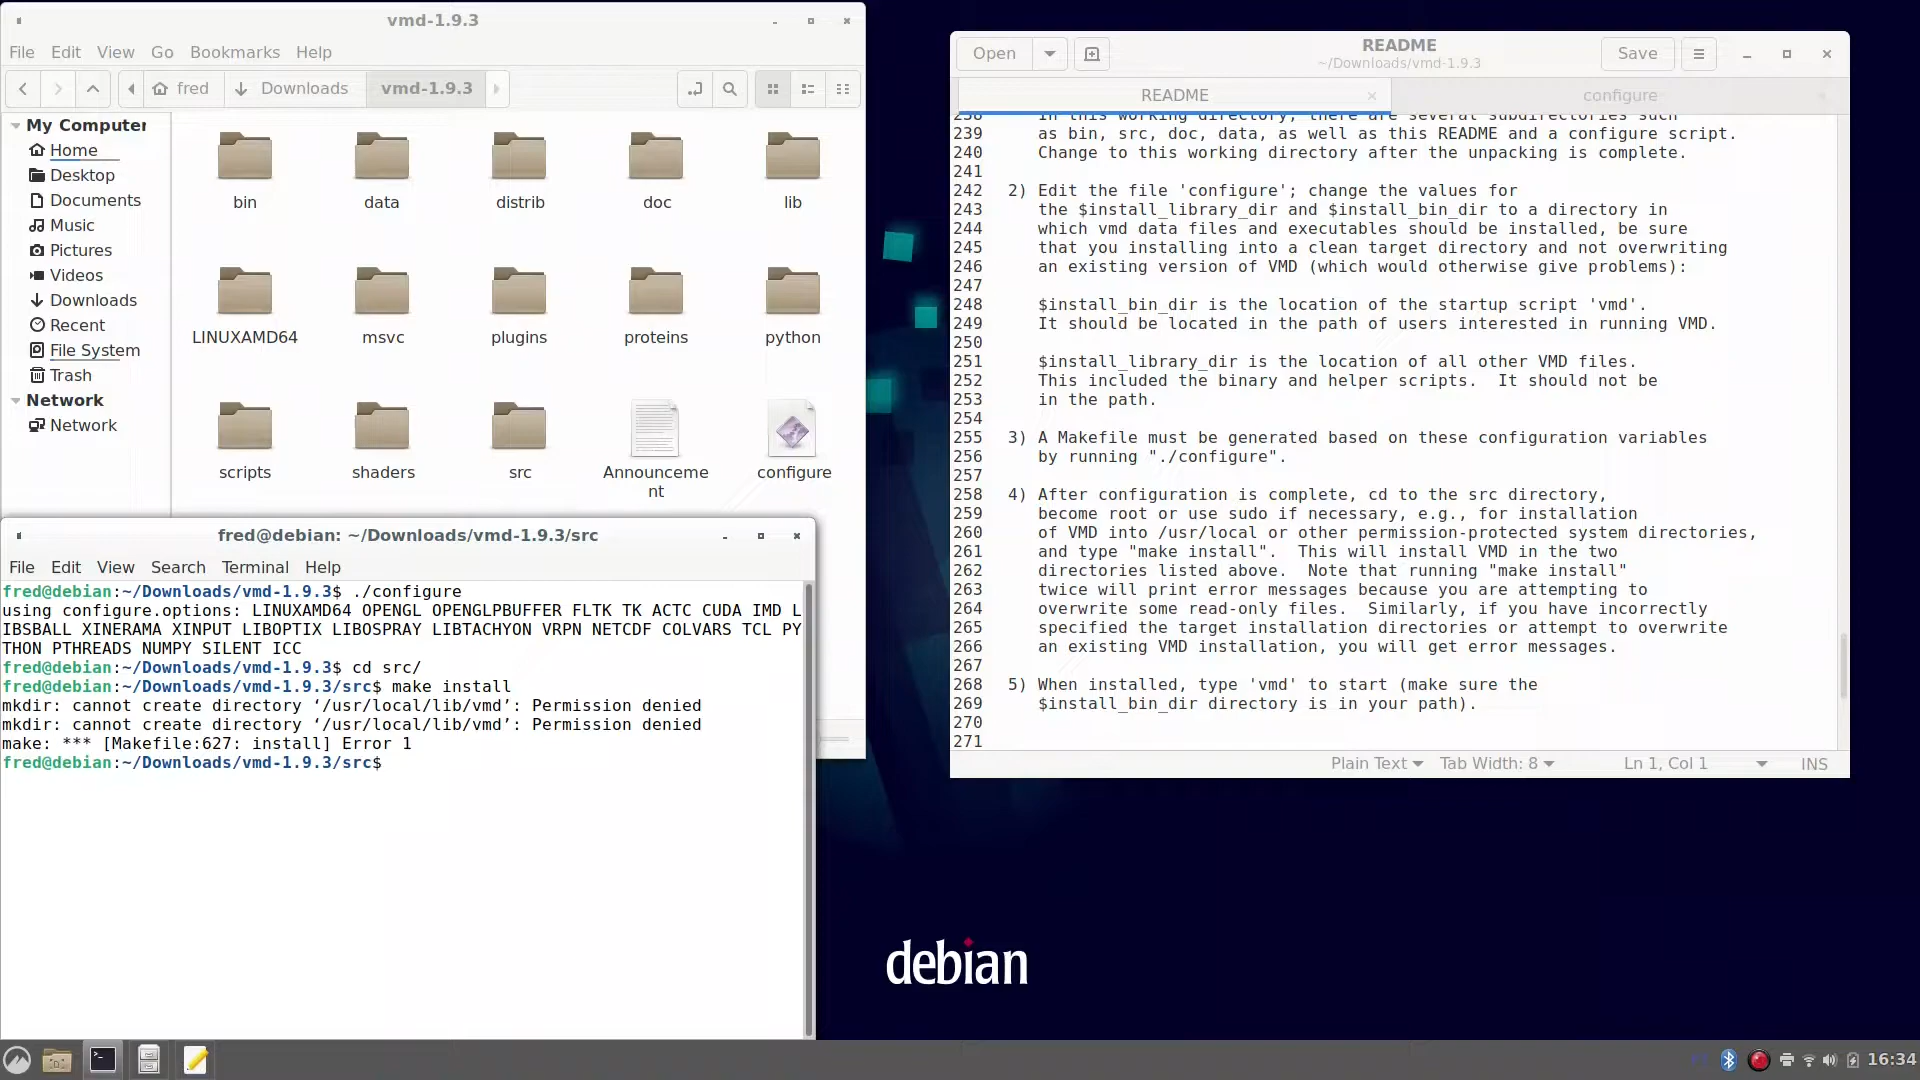 vmd-1.9.3
File Edit View Go Bookmarks Help
fred Downloads vmd-1.9.3
My Computer
Home
Desktop
Documents
Music
Pictures
Videos
Downloads
Recent
File System
Trash
Network
Network
bin data distrib doc lib
LINUXAMD64 msvc plugins proteins python
scripts shaders src Announceme
nt configure
fred@debian: ~/Downloads/vmd-1.9.3/src
File Edit View Search Terminal Help
fred@debian:~/Downloads/vmd-1.9.3$ ./configure
using configure.options: LINUXAMD64 OPENGL OPENGLPBUFFER FLTK TK ACTC CUDA IMD L
IBSBALL XINERAMA XINPUT LIBOPTIX LIBOSPRAY LIBTACHYON VRPN NETCDF COLVARS TCL PY
THON PTHREADS NUMPY SILENT ICC
fred@debian:~/Downloads/vmd-1.9.3$ cd src/
fred@debian:~/Downloads/vmd-1.9.3/src$ make install
mkdir: cannot create directory ‘/usr/local/lib/vmd’: Permission denied
mkdir: cannot create directory ‘/usr/local/lib/vmd’: Permission denied
make: *** [Makefile:627: install] Error 1
fred@debian:~/Downloads/vmd-1.9.3/src$
Open README Save
~/Downloads/vmd-1.9.3
README configure
238 In this working directory, there are several subdirectories such
239 as bin, src, doc, data, as well as this README and a configure script.
240 Change to this working directory after the unpacking is complete.
241
242 2) Edit the file 'configure'; change the values for
243 the $install_library_dir and $install_bin_dir to a directory in
244 which vmd data files and executables should be installed, be sure
245 that you installing into a clean target directory and not overwriting
246 an existing version of VMD (which would otherwise give problems):
247
248 $install_bin_dir is the location of the startup script 'vmd'.
249 It should be located in the path of users interested in running VMD.
250
251 $install_library_dir is the location of all other VMD files.
252 This included the binary and helper scripts.  It should not be
253 in the path.
254
255 3) A Makefile must be generated based on these configuration variables
256 by running "./configure".
257
258 4) After configuration is complete, cd to the src directory,
259 become root or use sudo if necessary, e.g., for installation
260 of VMD into /usr/local or other permission-protected system directories,
261 and type "make install".  This will install VMD in the two
262 directories listed above.  Note that running "make install"
263 twice will print error messages because you are attempting to
264 overwrite some read-only files.  Similarly, if you have incorrectly
265 specified the target installation directories or attempt to overwrite
266 an existing VMD installation, you will get error messages.
267
268 5) When installed, type 'vmd' to start (make sure the
269 $install_bin_dir directory is in your path).
270
271
Plain Text Tab Width: 8 Ln 1, Col 1 INS
debian
16:34